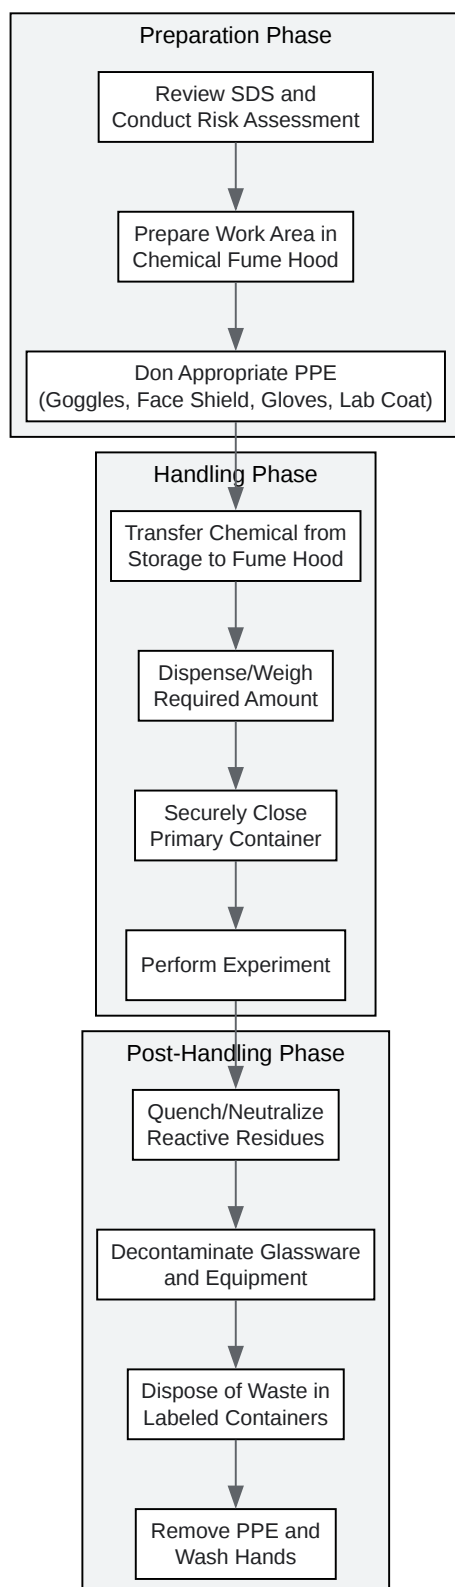 Preparation Phase
Review SDS and
Conduct Risk Assessment
Prepare Work Area in
Chemical Fume Hood
Don Appropriate PPE
(Goggles, Face Shield, Gloves, Lab Coat)
Handling Phase
Transfer Chemical from
Storage to Fume Hood
Dispense/Weigh
Required Amount
Securely Close
Primary Container
Perform Experiment
Post-Handling Phase
Quench/Neutralize
Reactive Residues
Decontaminate Glassware
and Equipment
Dispose of Waste in
Labeled Containers
Remove PPE and
Wash Hands